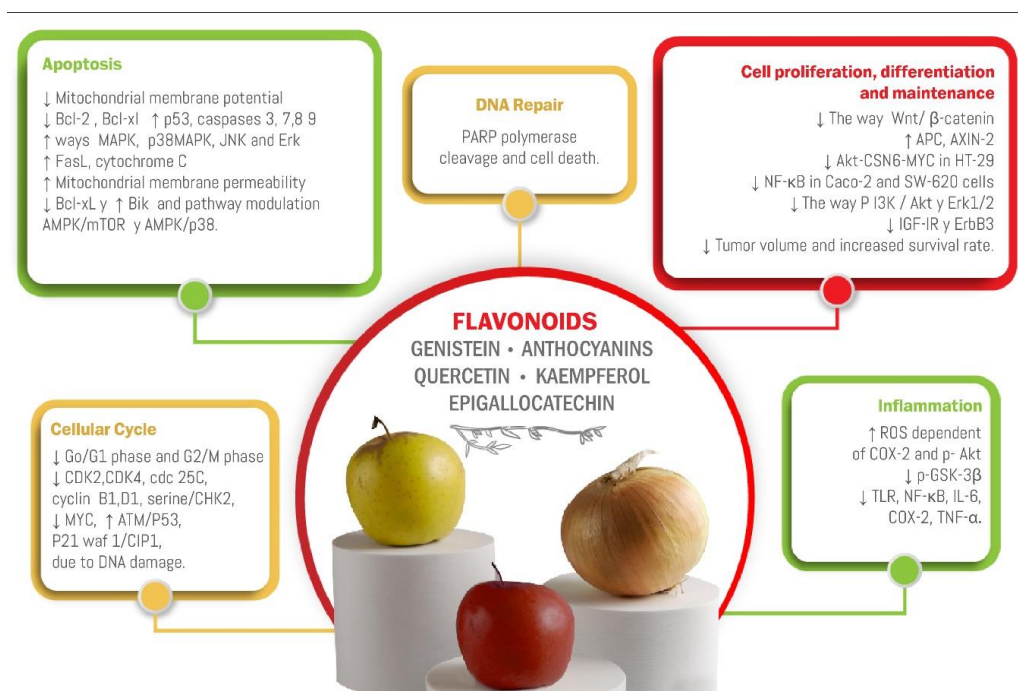 Apoptosis
↓ Mitochondrial membrane potential
↓ Bcl-2 , Bcl-xl ↑ p53, caspases 3, 7,8 9
↑ ways MAPK, p38MAPK, JNK and Erk
↑ FasL, cytochrome C
↑ Mitochondrial membrane permeability
↓ Bcl-xL y ↑ Bik and pathway modulation
AMPK/mTOR y AMPK/p38.
DNA Repair
PARP polymerase
cleavage and cell death.
Cell proliferation, differentiation
and maintenance
↓ The way Wnt/ β-catenin
↑ APC, AXIN-2
↓ Akt-CSN6-MYC in HT-29
↓ NF-κB in Caco-2 and SW-620 cells
↓ The way P I3K / Akt y Erk1/2
↓ IGF-IR y ErbB3
↓ Tumor volume and increased survival rate.
FLAVONOIDS
GENISTEIN • ANTHOCYANINS
QUERCETIN • KAEMPFEROL
EPIGALLOCATECHIN
Cellular Cycle
↓ Go/G1 phase and G2/M phase
↓ CDK2,CDK4, cdc 25C,
cyclin B1,D1, serine/CHK2,
↓ MYC, ↑ ATM/P53,
P21 waf 1/CIP1,
due to DNA damage.
Inflammation
↑ ROS dependent
of COX-2 and p- Akt
↓ p-GSK-3β
↓ TLR, NF-κB, IL-6,
COX-2, TNF-α.